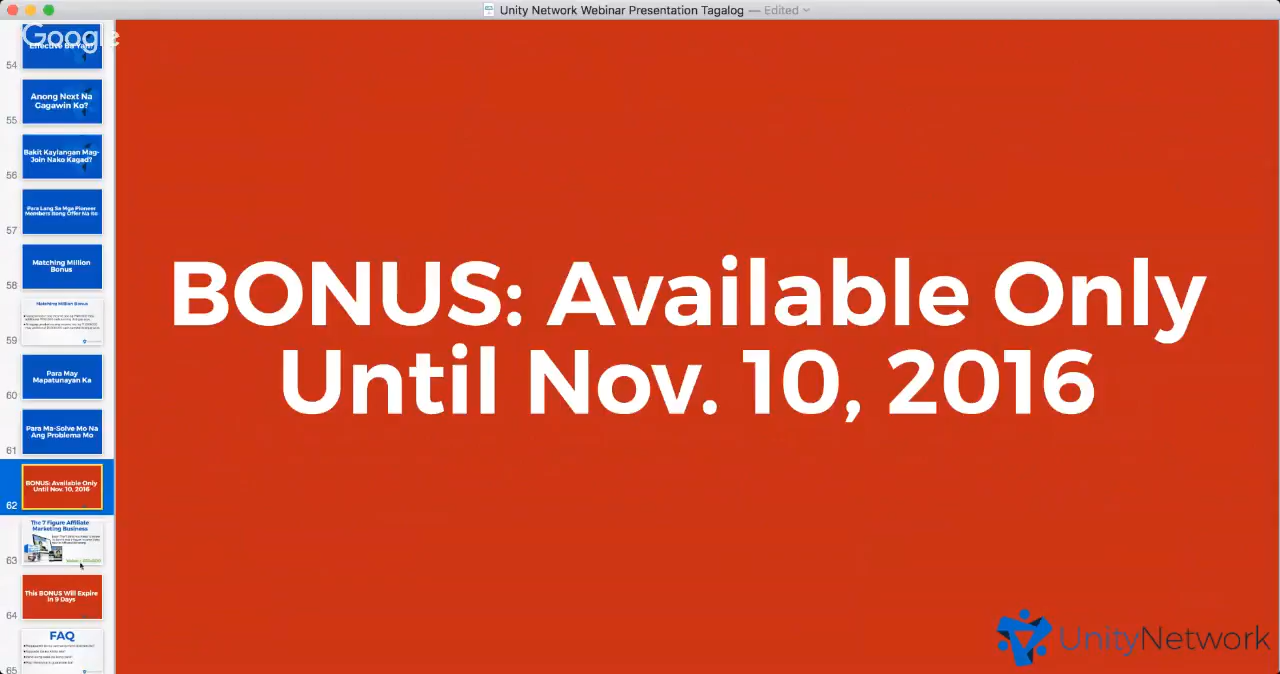 Unity Network Webinar Presentation Tagalog — Edited
Google
54
Anong Next Na
Gagawin Ko?
55
Bakit Kaylangan Mag-
Join Nako Kagad?
56
Para Lang Sa Mga Pioneer
Members Itong Offer Na Ito
57
Matching Million
Bonus
58
Matching Million Bonus
59
Para May
Mapatunayan Ka
60
Para Ma-Solve Mo Na
Ang Problema Mo
61
BONUS: Available Only
Until Nov. 10, 2016
62
The 7 Figure Affiliate
Marketing Business
63
This BONUS Will Expire
In 9 Days
64
FAQ
65
BONUS: Available Only
Until Nov. 10, 2016
UnityNetwork